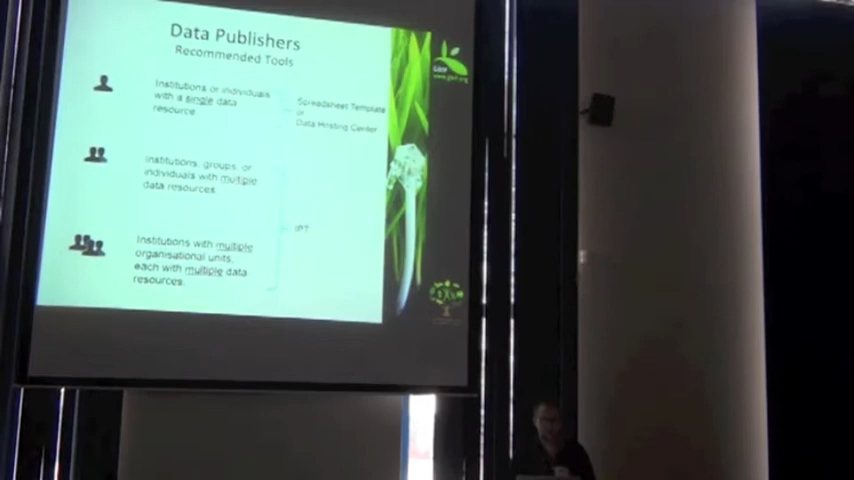 Data Publishers
Recommended Tools
Institutions or individuals
with a single data
resource
Spreadsheet Template
or
Data Hosting Center
Institutions, groups, or
individuals with multiple
data resources
IPT
Institutions with multiple
organisational units,
each with multiple data
resources.
GBIF
www.gbif.org